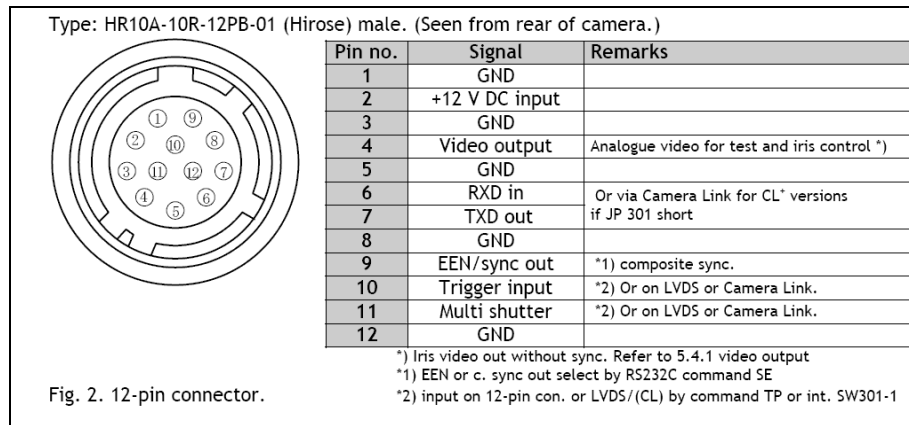 Type: HR10A-10R-12PB-01 (Hirose) male. (Seen from rear of camera.)
1 9
2 10 8
3 11 12 7
4 6
5
Pin no. Signal Remarks
1 GND
2 +12 V DC input
3 GND
4 Video output Analogue video for test and iris control *)
5 GND
6 RXD in Or via Camera Link for CL+ versions
7 TXD out if JP 301 short
8 GND
9 EEN/sync out *1) composite sync.
10 Trigger input *2) Or on LVDS or Camera Link.
11 Multi shutter *2) Or on LVDS or Camera Link.
12 GND
*) Iris video out without sync. Refer to 5.4.1 video output
*1) EEN or c. sync out select by RS232C command SE
*2) input on 12-pin con. or LVDS/(CL) by command TP or int. SW301-1
Fig. 2. 12-pin connector.